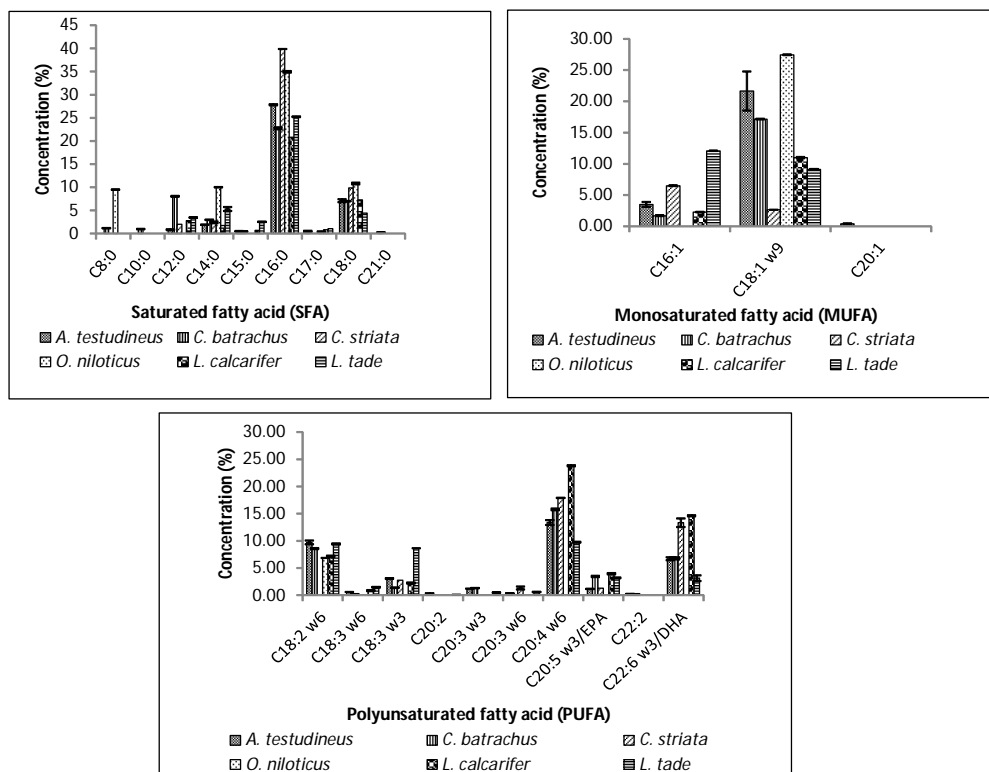 45
40
35
30
25
20
15
10
5
0
Concentration (%)
C8:0 C10:0 C12:0 C14:0 C15:0 C16:0 C17:0 C18:0 C21:0
Saturated fatty acid (SFA)
A. testudineus C. batrachus C. striata
O. niloticus L. calcarifer L. tade
30.00
25.00
20.00
15.00
10.00
5.00
0.00
Concentration (%)
C16:1 C18:1 w9 C20:1
Monosaturated fatty acid (MUFA)
A. testudineus C. batrachus C. striata
O. niloticus L. calcarifer L. tade
30.00
25.00
20.00
15.00
10.00
5.00
0.00
Concentration (%)
C18:2 w6 C18:3 w6 C18:3 w3 C20:2 C20:3 w3 C20:3 w6 C20:4 w6 C20:5 w3/EPA C22:2 C22:6 w3/DHA
Polyunsaturated fatty acid (PUFA)
A. testudineus C. batrachus C. striata
O. niloticus L. calcarifer L. tade